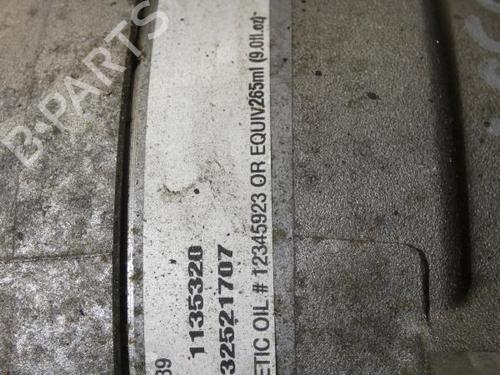 B-PARTS
39
1135320
32521707
ETIC OIL # 12345923 OR EQUIV265ml (9.0fl.oz)